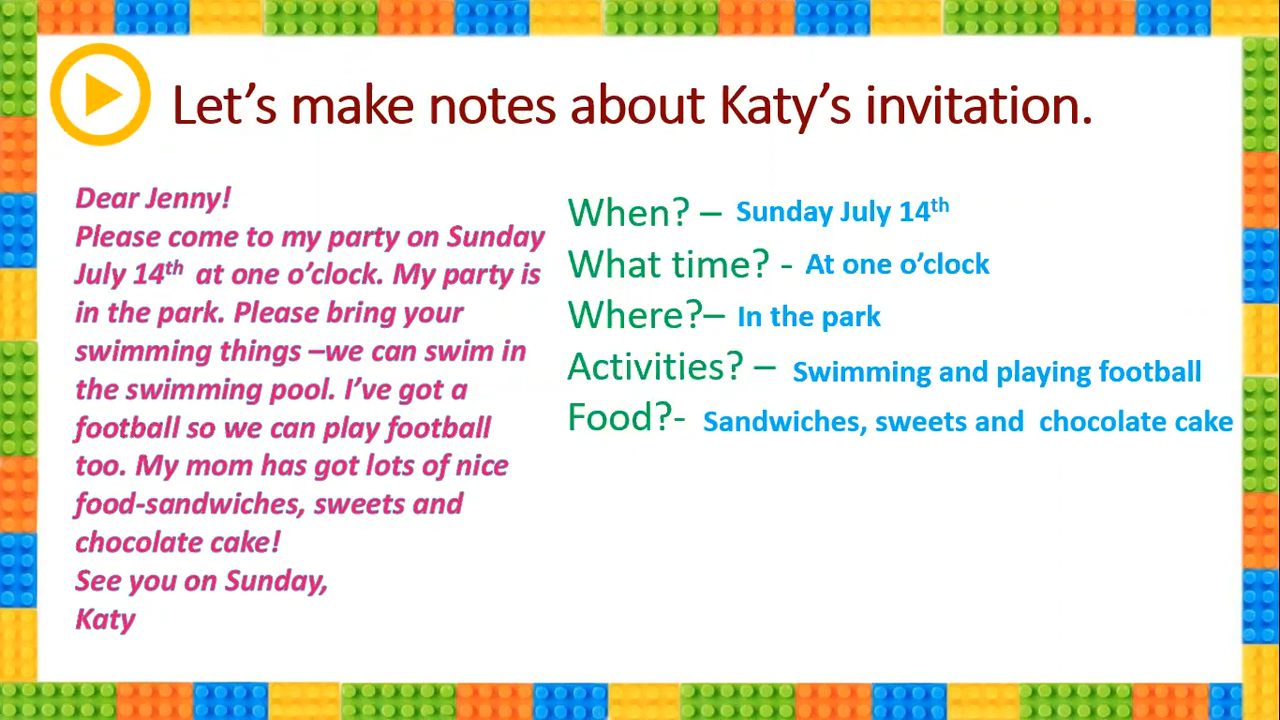 Let's make notes about Katy's invitation.
Dear Jenny!
Please come to my party on Sunday
July 14th at one o'clock. My party is
in the park. Please bring your
swimming things –we can swim in
the swimming pool. I've got a
football so we can play football
too. My mom has got lots of nice
food-sandwiches, sweets and
chocolate cake!
See you on Sunday,
Katy
When? – Sunday July 14th
What time? - At one o'clock
Where?– In the park
Activities? – Swimming and playing football
Food?- Sandwiches, sweets and chocolate cake